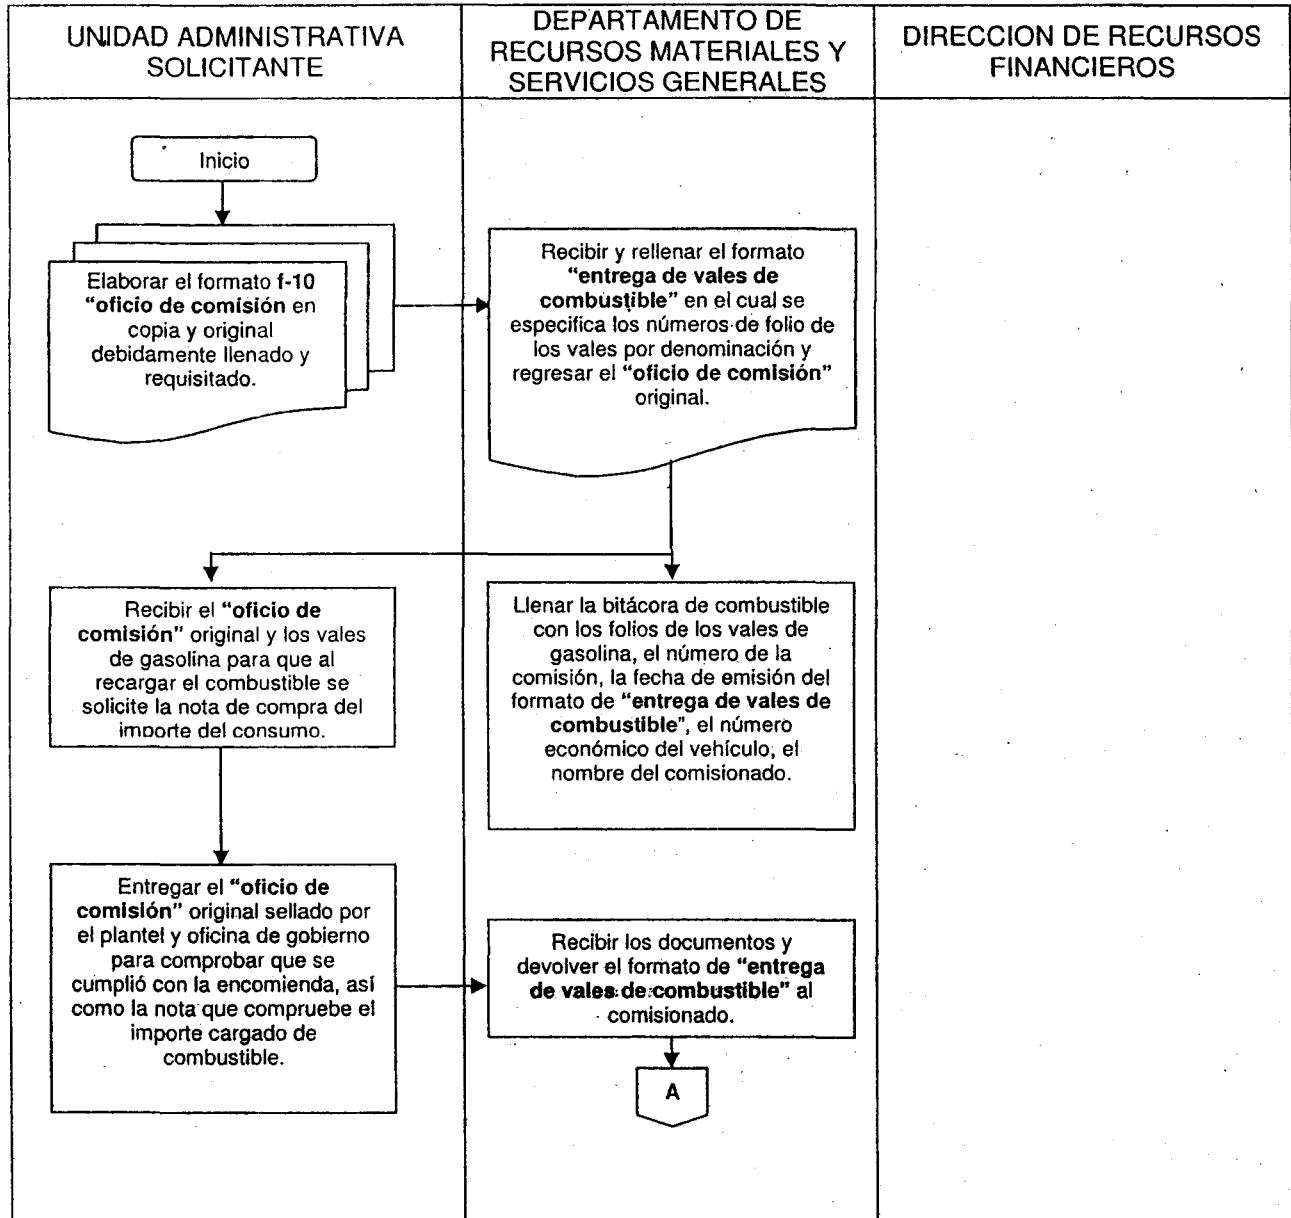 UNIDAD ADMINISTRATIVA
SOLICITANTE
DEPARTAMENTO DE
RECURSOS MATERIALES Y
SERVICIOS GENERALES
DIRECCION DE RECURSOS
FINANCIEROS
Inicio
Elaborar el formato f-10
“oficio de comisión en
copia y original
debidamente llenado y
requisitado.
Recibir y rellenar el formato
“entrega de vales de
combustible” en el cual se
especifica los números de folio de
los vales por denominación y
regresar el “oficio de comisión”
original.
Recibir el “oficio de
comisión” original y los vales
de gasolina para que al
recargar el combustible se
solicite la nota de compra del
importe del consumo.
Llenar la bitácora de combustible
con los folios de los vales de
gasolina, el número de la
comisión, la fecha de emisión del
formato de “entrega de vales de
combustible”, el número
económico del vehículo, el
nombre del comisionado.
Entregar el “oficio de
comisión” original sellado por
el plantel y oficina de gobierno
para comprobar que se
cumplió con la encomienda, así
como la nota que compruebe el
importe cargado de
combustible.
Recibir los documentos y
devolver el formato de “entrega
de vales de combustible” al
comisionado.
A